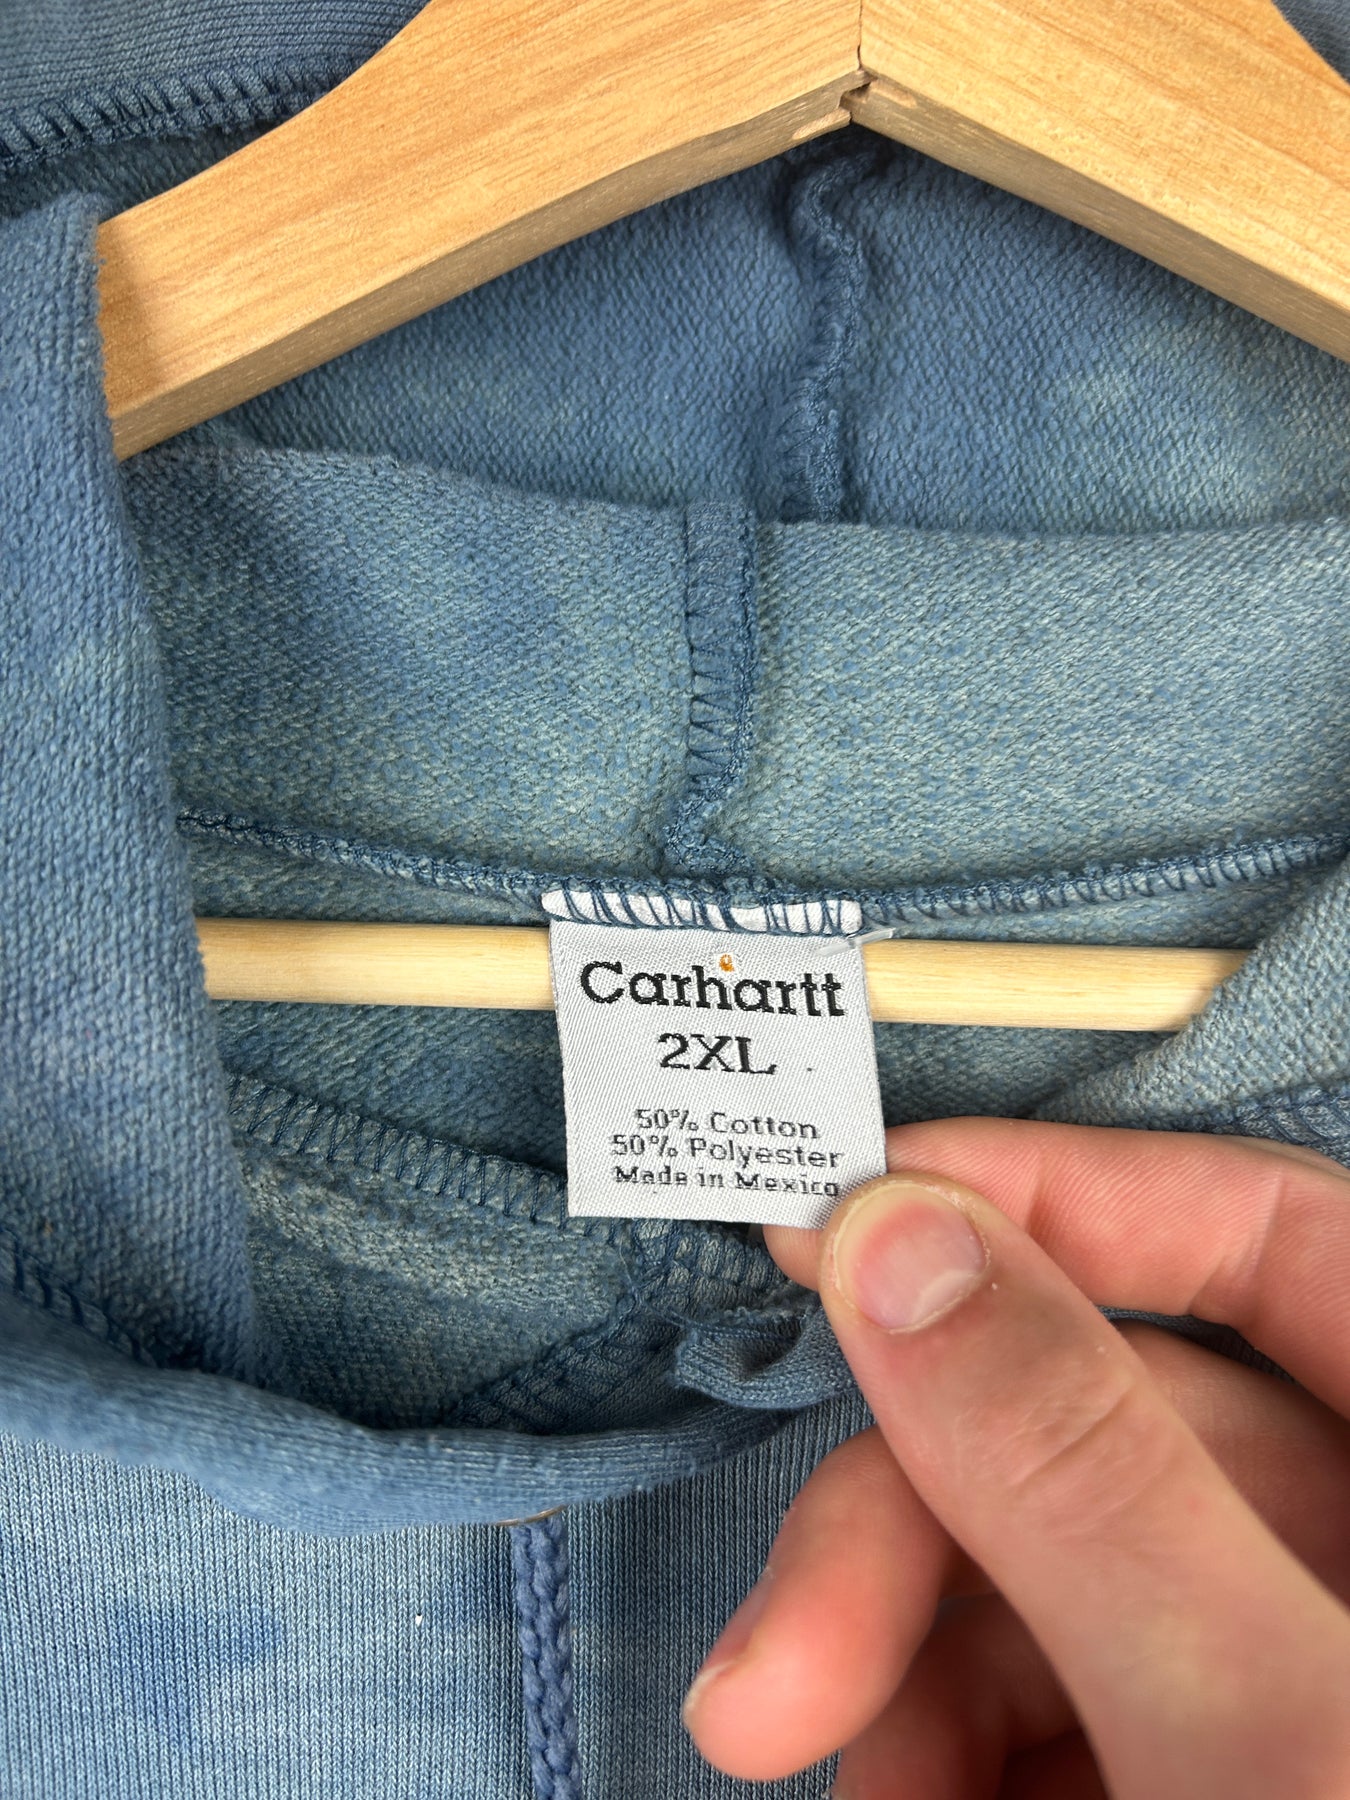 Carhartt
2XL
50% Cotton
50% Polyester
Made in Mexico